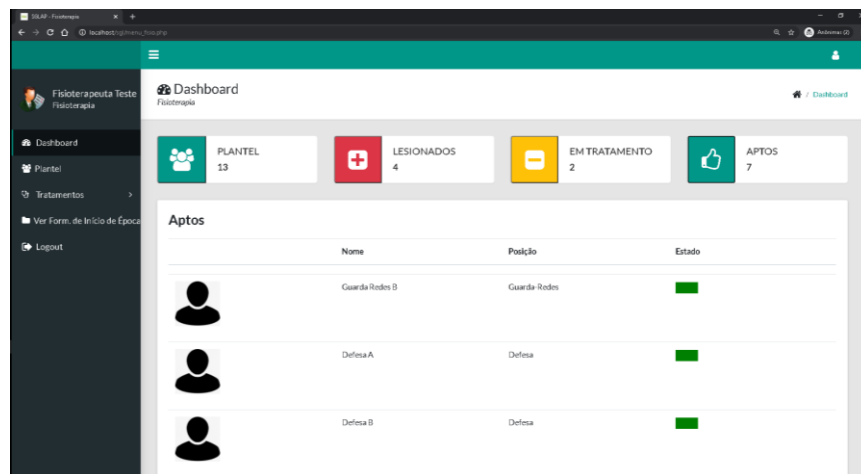 SGLAF - Fisioterapia
Fisioterapeuta Teste
Fisioterapia
Dashboard
Plantel
Tratamentos
Ver Form. de Início de Época
Logout
Dashboard
Fisioterapia
/ Dashboard
PLANTEL
13
LESIONADOS
4
EM TRATAMENTO
2
APTOS
7
Aptos
Nome Posição Estado
Guarda Redes B Guarda-Redes
Defesa A Defesa
Defesa B Defesa